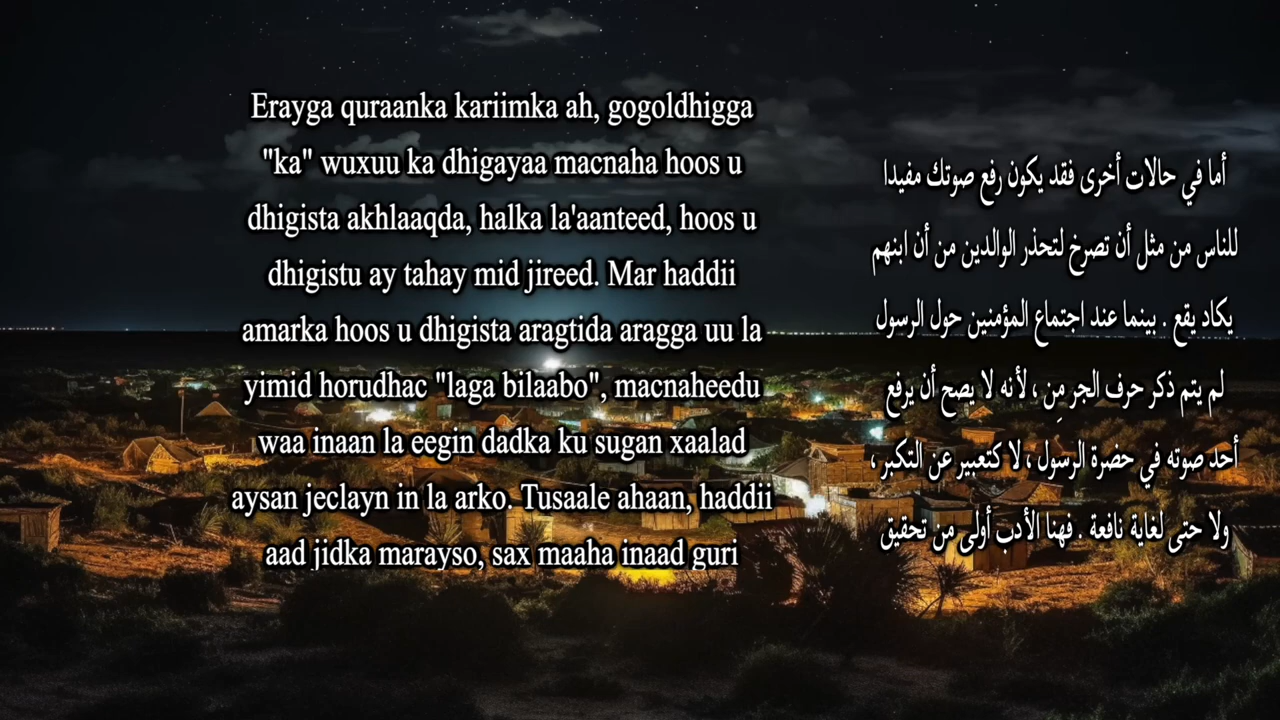 Erayga quraanka kariimka ah, gogoldhigga
"ka" wuxuu ka dhigayaa macnaha hoos u
dhigista akhlaaqda, halka la'aanteed, hoos u
dhigistu ay tahay mid jireed. Mar haddii
amarka hoos u dhigista aragtida aragga uu la
yimid horudhac "laga bilaabo", macnaheedu
waa inaan la eegin dadka ku sugan xaalad
aysan jeclayn in la arko. Tusaale ahaan, haddii
aad jidka marayso, sax maaha inaad guri
أما في حالات أخرى فقد يكون رفع صوتك مفيدا
للناس من مثل أن تصرخ لتحذر الوالدين من أن ابنهم
يكاد يقع . بينما عند اجتماع المؤمنين حول الرسول
لم يتم ذكر حرف الجر مِن ، لأنه لا يصح أن يرفع
أحد صوته في حضرة الرسول ، لا كتعبير عن التكبر ،
ولا حتى لغاية نافعة . فهنا الأدب أولى من تحقيق